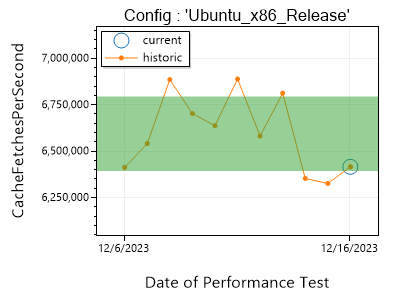 Config : 'Ubuntu_x86_Release'
current
historic
7,000,000
6,750,000
6,500,000
6,250,000
CacheFetchesPerSecond
12/6/2023
12/16/2023
Date of Performance Test